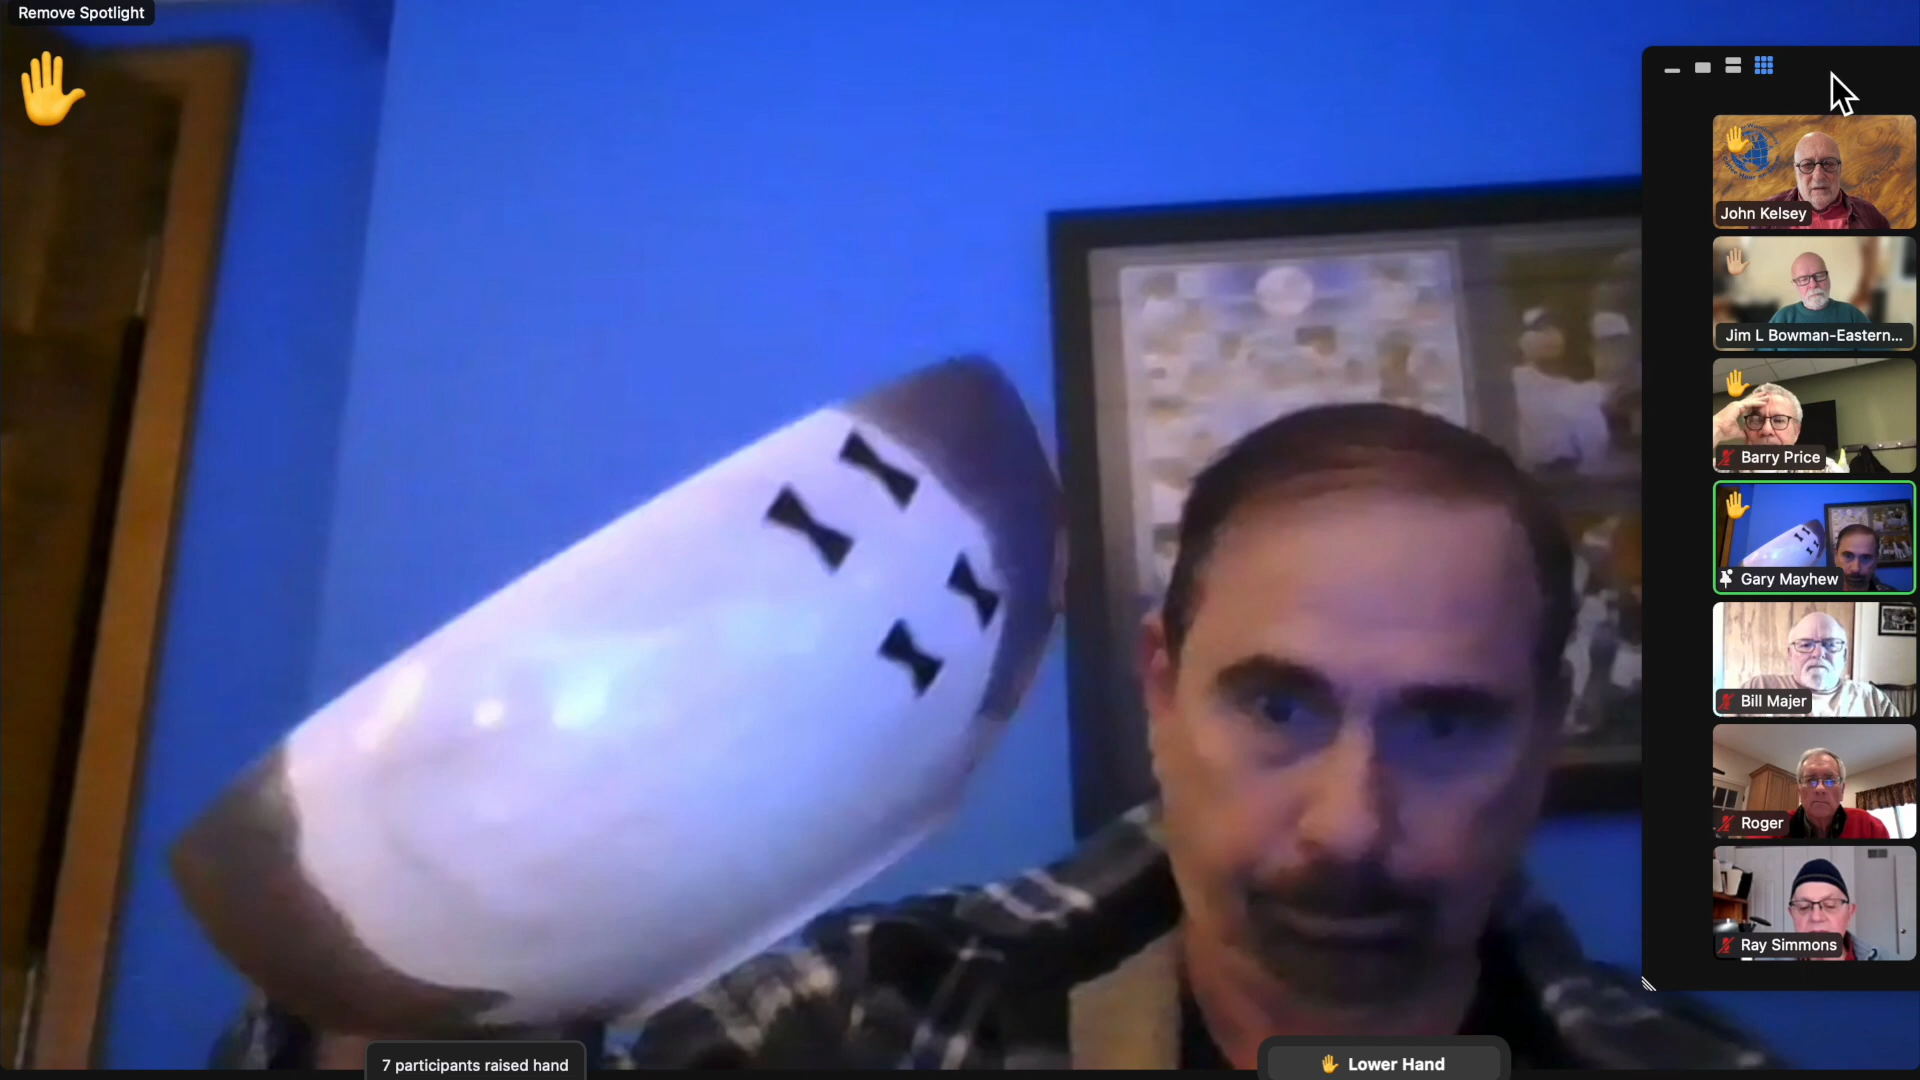 Remove Spotlight
John Kelsey
Jim L Bowman-Eastern...
Barry Price
Gary Mayhew
Bill Majer
Roger
Ray Simmons
7 participants raised hand
Lower Hand